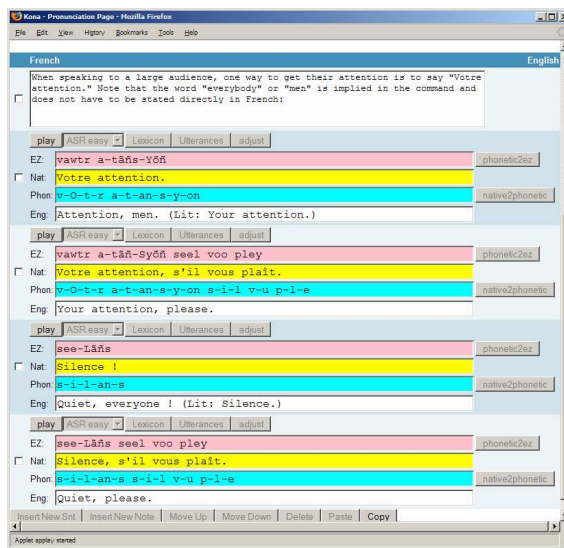 Kona - Pronunciation Page - Mozilla Firefox
File Edit View History Bookmarks Tools Help
French English
When speaking to a large audience, one way to get their attention is to say "Votre
attention." Note that the word "everybody" or "men" is implied in the command and
does not have to be stated directly in French:
play ASR easy Lexicon Utterances adjust
EZ: vawtr a-tãñs-Yõñ phonetic2ez
Nat: Votre attention.
Phon: v-O-t-r a-t-an-s-y-on native2phonetic
Eng: Attention, men. (Lit: Your attention.)
play ASR easy Lexicon Utterances adjust
EZ: vawtr a-tãñ-Syõñ seel voo pley phonetic2ez
Nat: Votre attention, s'il vous plaît.
Phon: v-O-t-r a-t-an-s-y-on s-i-l v-u p-l-e native2phonetic
Eng: Your attention, please.
play ASR easy Lexicon Utterances adjust
EZ: see-Lãñs phonetic2ez
Nat: Silence !
Phon: s-i-l-an-s native2phonetic
Eng: Quiet, everyone ! (Lit: Silence.)
play ASR easy Lexicon Utterances adjust
EZ: see-Lãñs seel voo pley phonetic2ez
Nat: Silence, s'il vous plaît.
Phon: s-i-l-an-s s-i-l v-u p-l-e native2phonetic
Eng: Quiet, please.
Insert New Snt Insert New Note Move Up Move Down Delete Paste Copy
Applet applay started